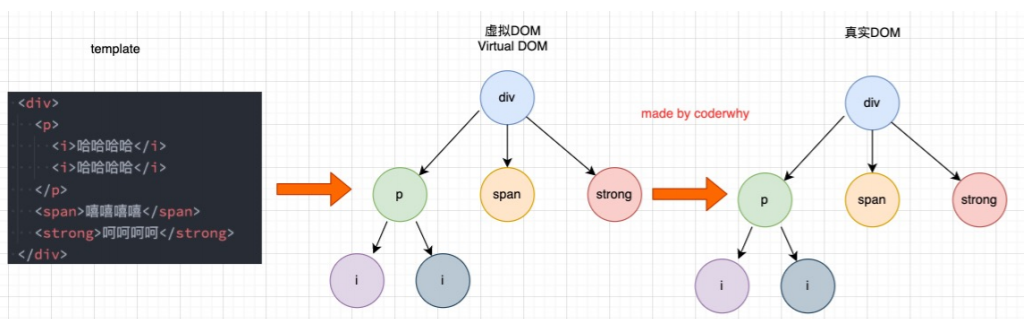 template
<div>
<p>
<i>哈哈哈哈</i>
<i>哈哈哈哈</i>
</p>
<span>嘻嘻嘻嘻</span>
<strong>呵呵呵呵</strong>
</div>
虚拟DOM
Virtual DOM
div
p
span
strong
i
i
made by coderwhy
真实DOM
div
p
span
strong
i
i